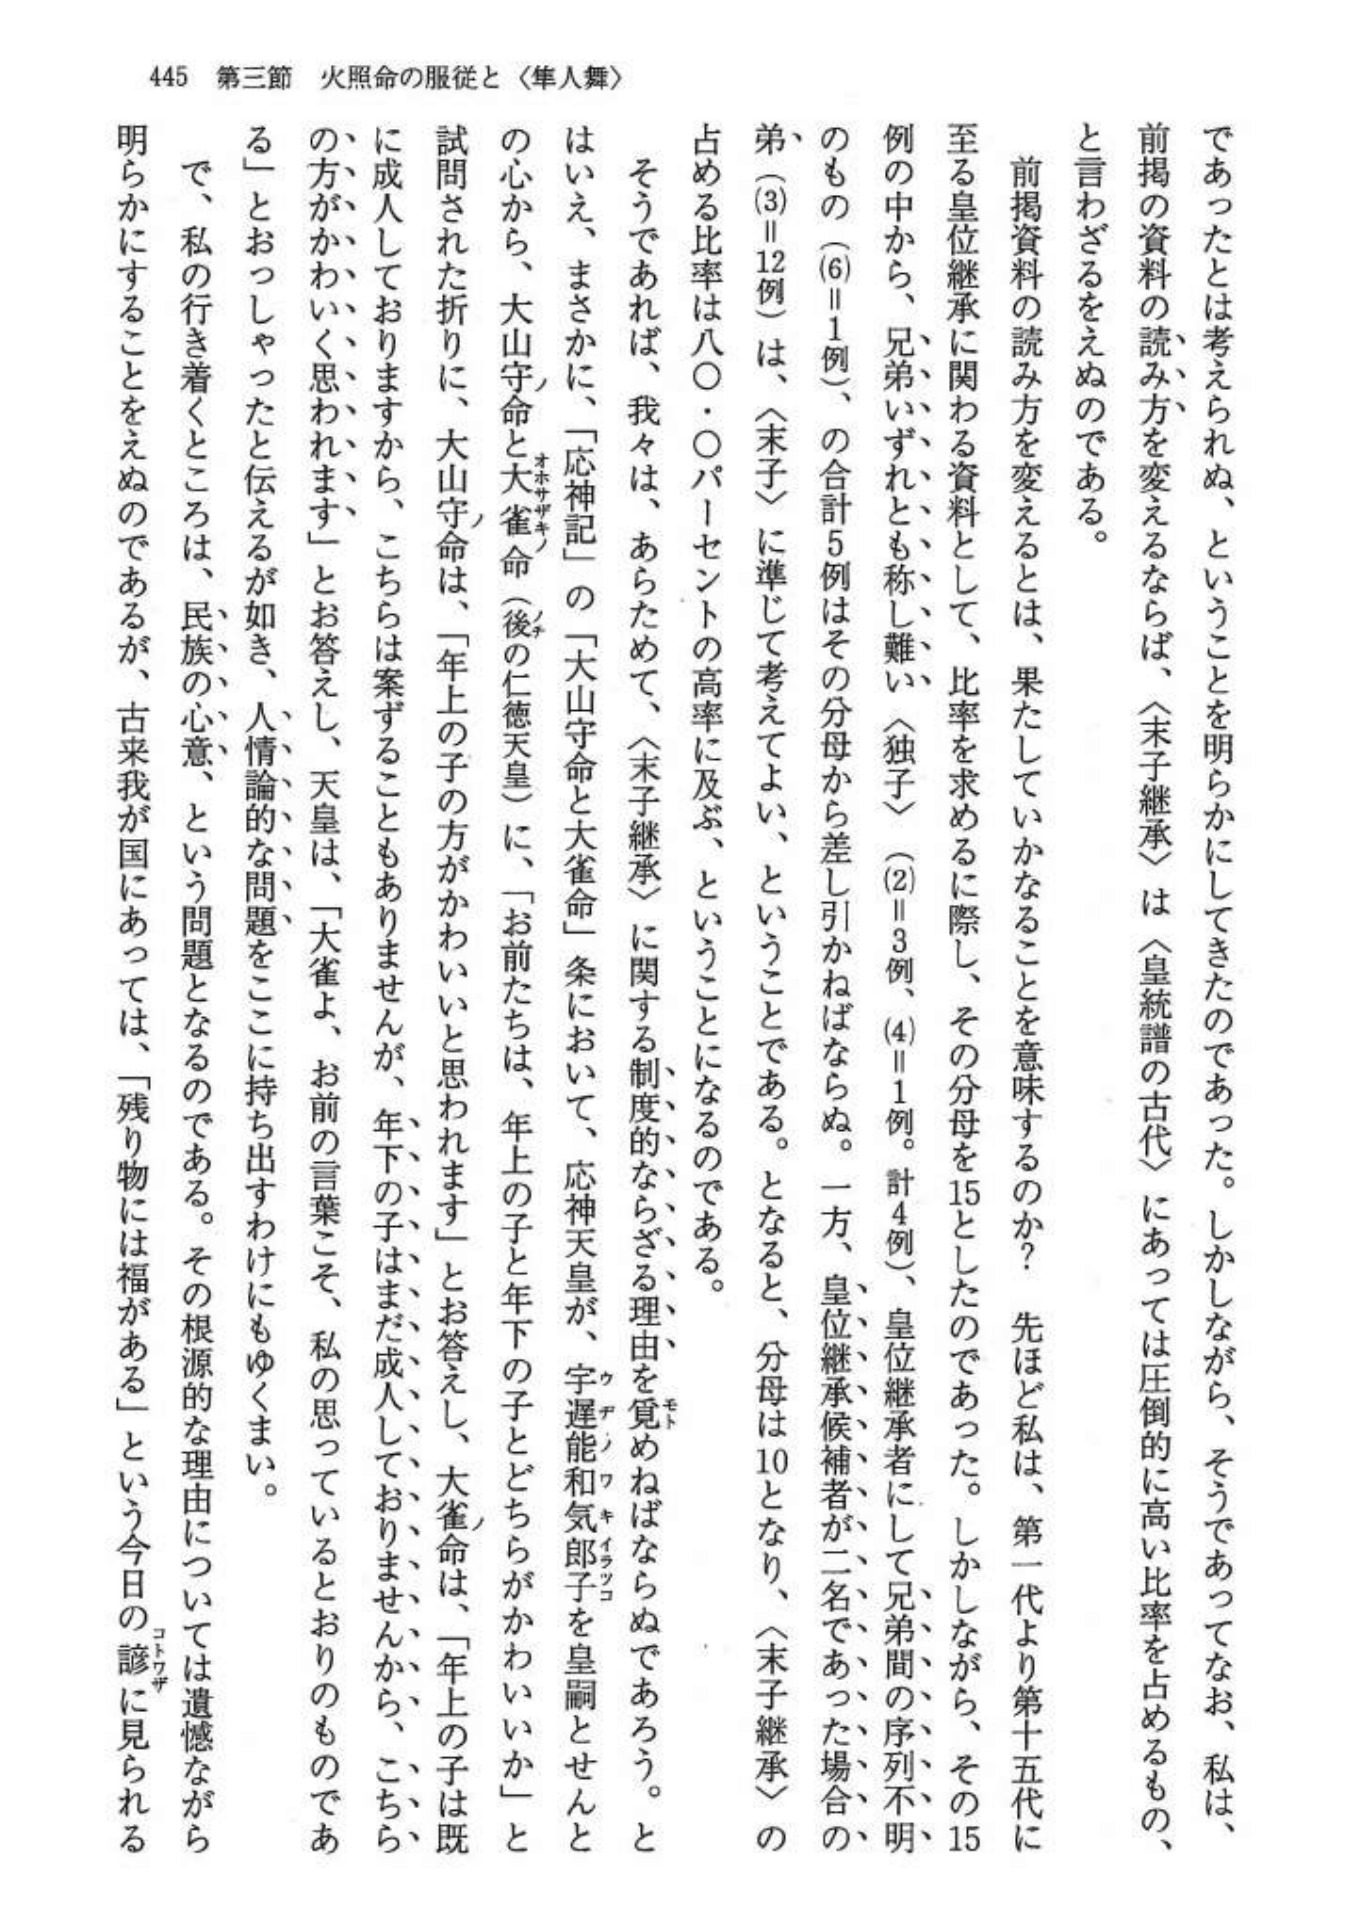 445 第三節 火照命の服従と〈隼人舞〉
であったとは考えられぬ、ということを明らかにしてきたのであった。しかしながら、そうであってなお、私は、
前掲の資料の読み方を変えるならば、〈末子継承〉は〈皇統譜の古代〉にあっては圧倒的に高い比率を占めるもの、
と言わざるをえぬのである。
前掲資料の読み方を変えるとは、果たしていかなることを意味するのか? 先ほど私は、第一代より第十五代に
至る皇位継承に関わる資料として、比率を求めるに際し、その分母を15としたのであった。しかしながら、その15
例の中から、兄弟いずれとも称し難い〈独子〉(⑵=3例、⑷=1例。計4例)、皇位継承者にして兄弟間の序列不明
のもの(⑹=1例)、の合計5例はその分母から差し引かねばならぬ。一方、皇位継承候補者が二名であった場合の
弟(⑶=12例)は、〈末子〉に準じて考えてよい、ということである。となると、分母は10となり、〈末子継承〉の
占める比率は八〇・〇パーセントの高率に及ぶ、ということになるのである。
そうであれば、我々は、あらためて、〈末子継承〉に関する制度的ならざる理由を覓モトめねばならぬであろう。と
はいえ、まさかに、「応神記」の「大山守命と大雀命」条において、応神天皇が、宇遅能和気郎子ウヂノワキイラツコを皇嗣とせんと
の心から、大山守ノ命と大雀オホサザキノ命(後ノチの仁徳天皇)に、「お前たちは、年上の子と年下の子とどちらがかわいいか」と
試問された折りに、大山守ノ命は、「年上の子の方がかわいいと思われます」とお答えし、大雀ノ命は、「年上の子は既
に成人しておりますから、こちらは案ずることもありませんが、年下の子はまだ成人しておりませんから、こちら
の方がかわいく思われます」とお答えし、天皇は、「大雀よ、お前の言葉こそ、私の思っているとおりのものであ
る」とおっしゃったと伝えるが如き、人情論的な問題をここに持ち出すわけにもゆくまい。
で、私の行き着くところは、民族の心意、という問題となるのである。その根源的な理由については遺憾ながら
明らかにすることをえぬのであるが、古来我が国にあっては、「残り物には福がある」という今日の諺コトワザに見られる